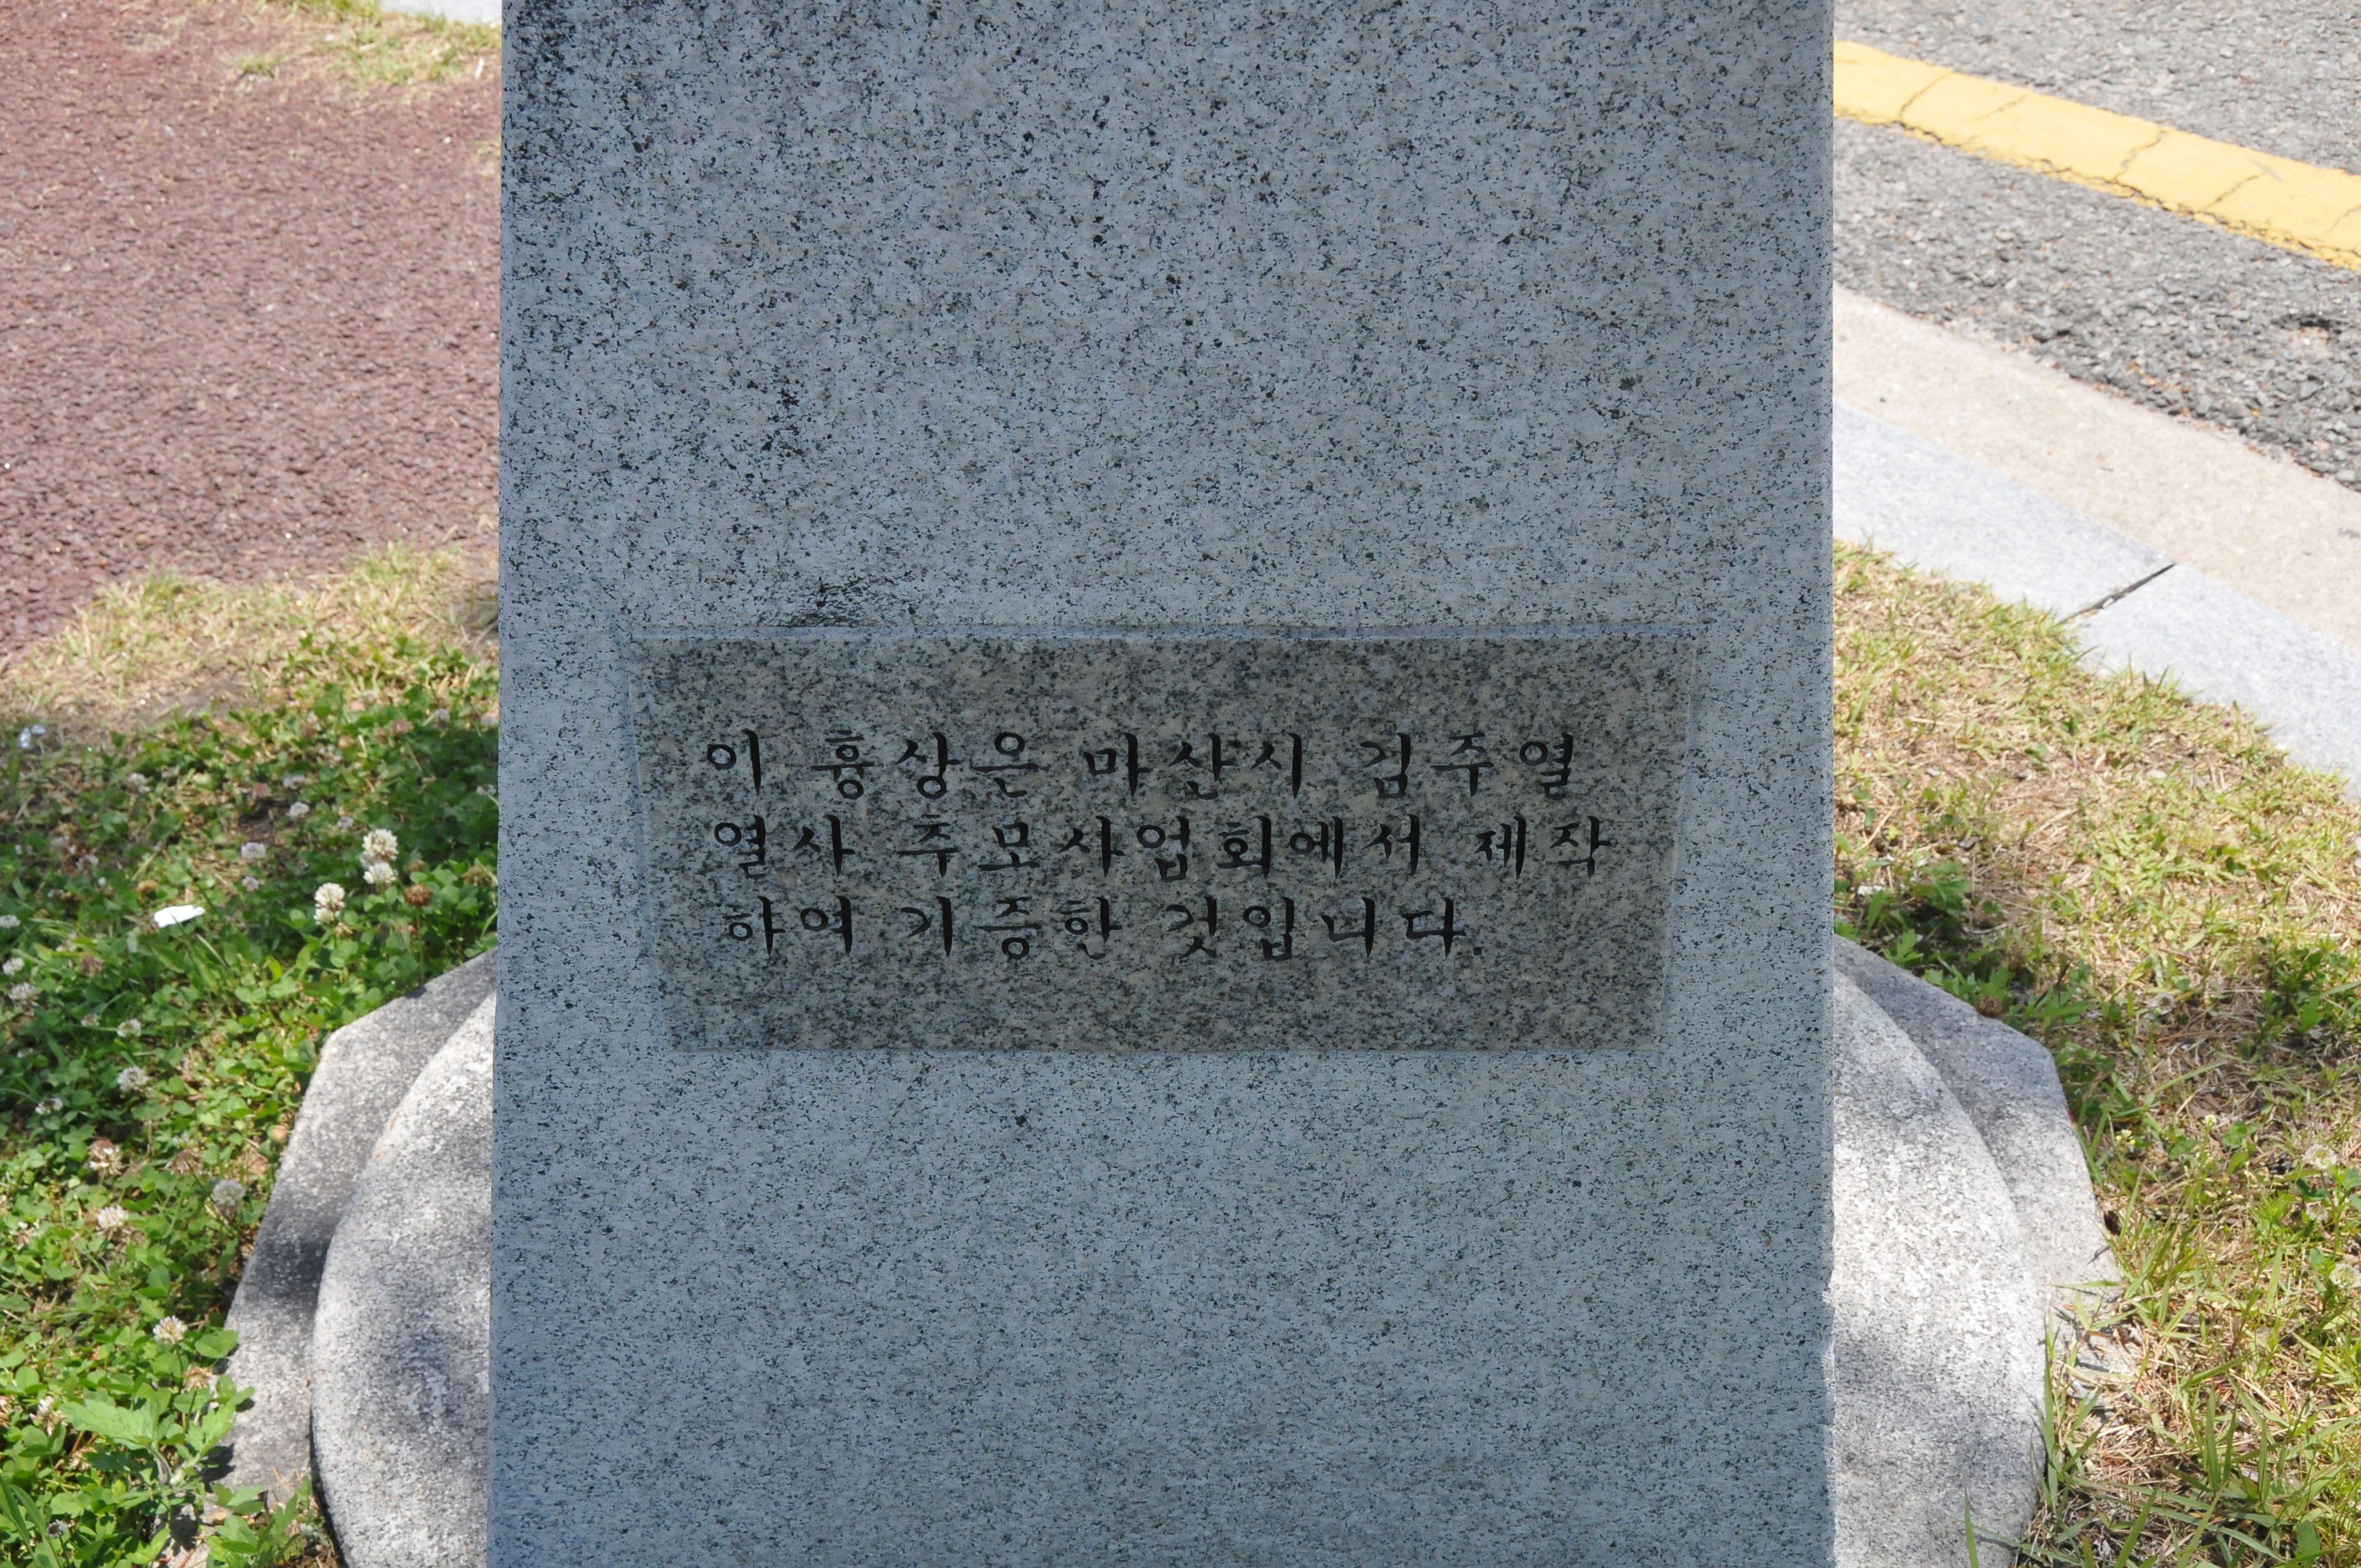 이 흉상은 마산시 김주열
열사 추모사업회에서 제작
하여 기증한 것입니다.